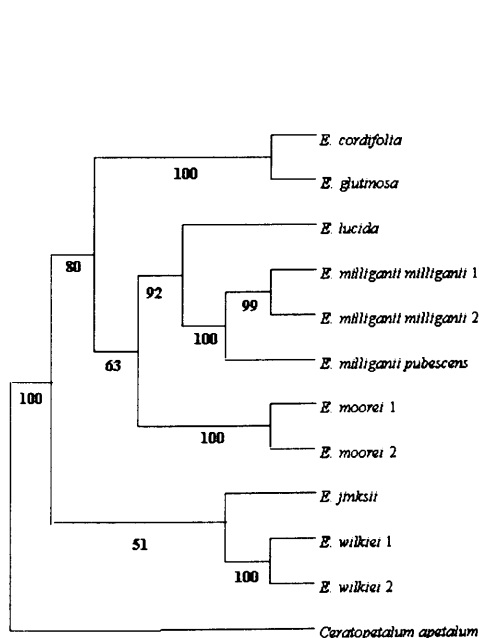 E. cordifolia
100
E. glutinosa
E. lucida
80
E. milliganii milliganii 1
92
99
E. milliganii milliganii 2
100
63
E. milliganii pubescens
100
E. moorei 1
100
E. moorei 2
E. jinksii
51
E. wilkiei 1
100
E. wilkiei 2
Ceratopetalum apetalum